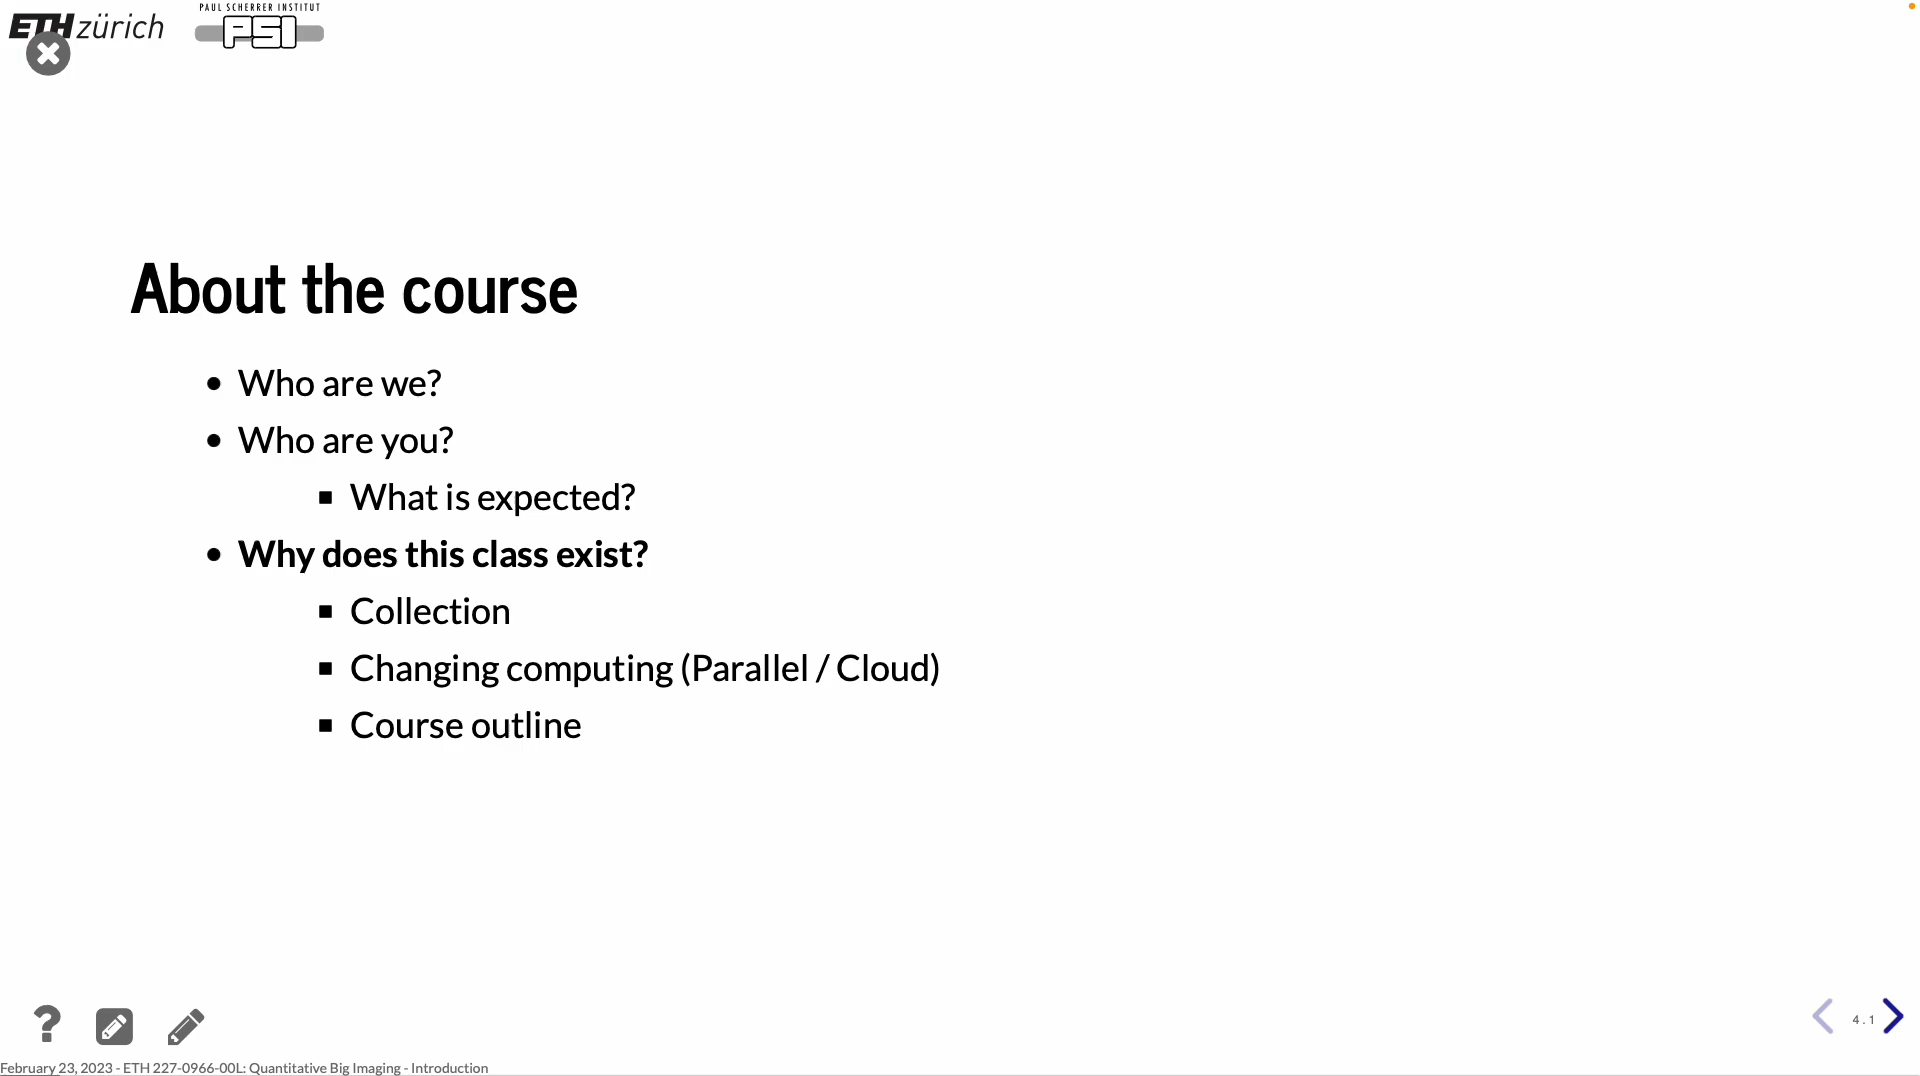 ETH zürich
PAUL SCHERRER INSTITUT
PSI
About the course
Who are we?
Who are you?
What is expected?
Why does this class exist?
Collection
Changing computing (Parallel / Cloud)
Course outline
4.1
February 23, 2023 - ETH 227-0966-00L: Quantitative Big Imaging - Introduction